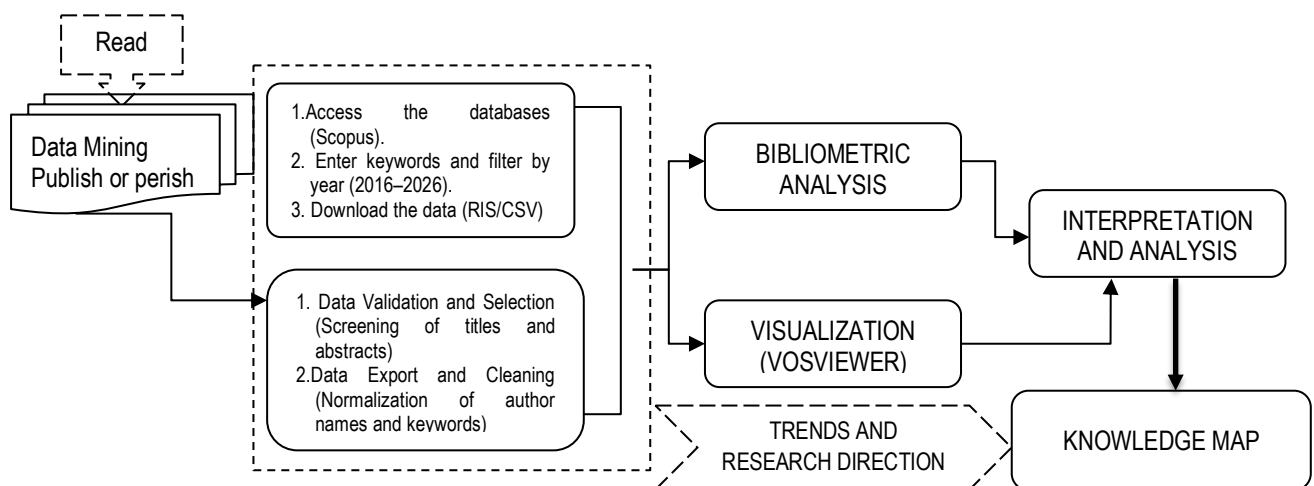 Read
Data Mining
Publish or perish
1.Access the databases
(Scopus).
2. Enter keywords and filter by
year (2016–2026).
3. Download the data (RIS/CSV)
1. Data Validation and Selection
(Screening of titles and
abstracts)
2.Data Export and Cleaning
(Normalization of author
names and keywords)
BIBLIOMETRIC
ANALYSIS
VISUALIZATION
(VOSVIEWER)
INTERPRETATION
AND ANALYSIS
TRENDS AND
RESEARCH DIRECTION
KNOWLEDGE MAP